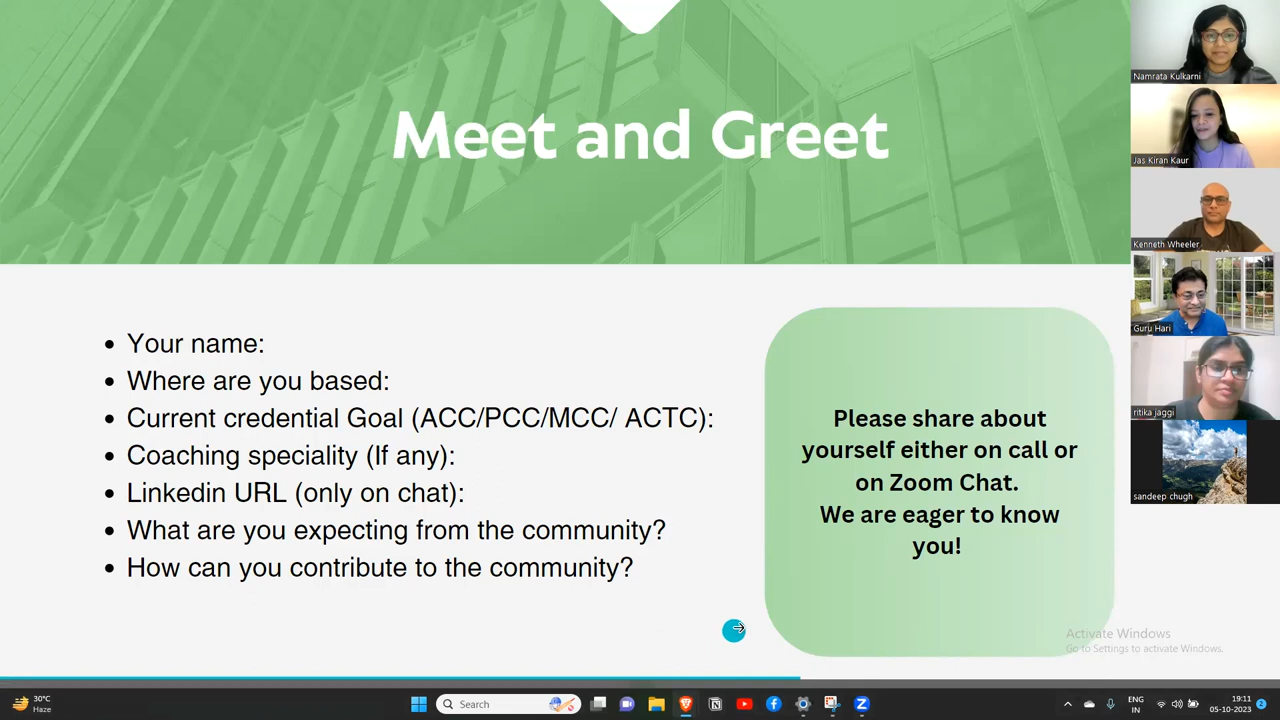 Meet and Greet
• Your name:
• Where are you based:
• Current credential Goal (ACC/PCC/MCC/ ACTC):
• Coaching speciality (If any):
• Linkedin URL (only on chat):
• What are you expecting from the community?
• How can you contribute to the community?
Please share about
yourself either on call or
on Zoom Chat.
We are eager to know
you!
Namrata Kulkarni
Jas Kiran Kaur
Kenneth Wheeler
Guru Hari
ritika jaggi
sandeep chugh
Activate Windows
Go to Settings to activate Windows.
30°C
Haze
Search
ENG
IN
19:11
05-10-2023
2